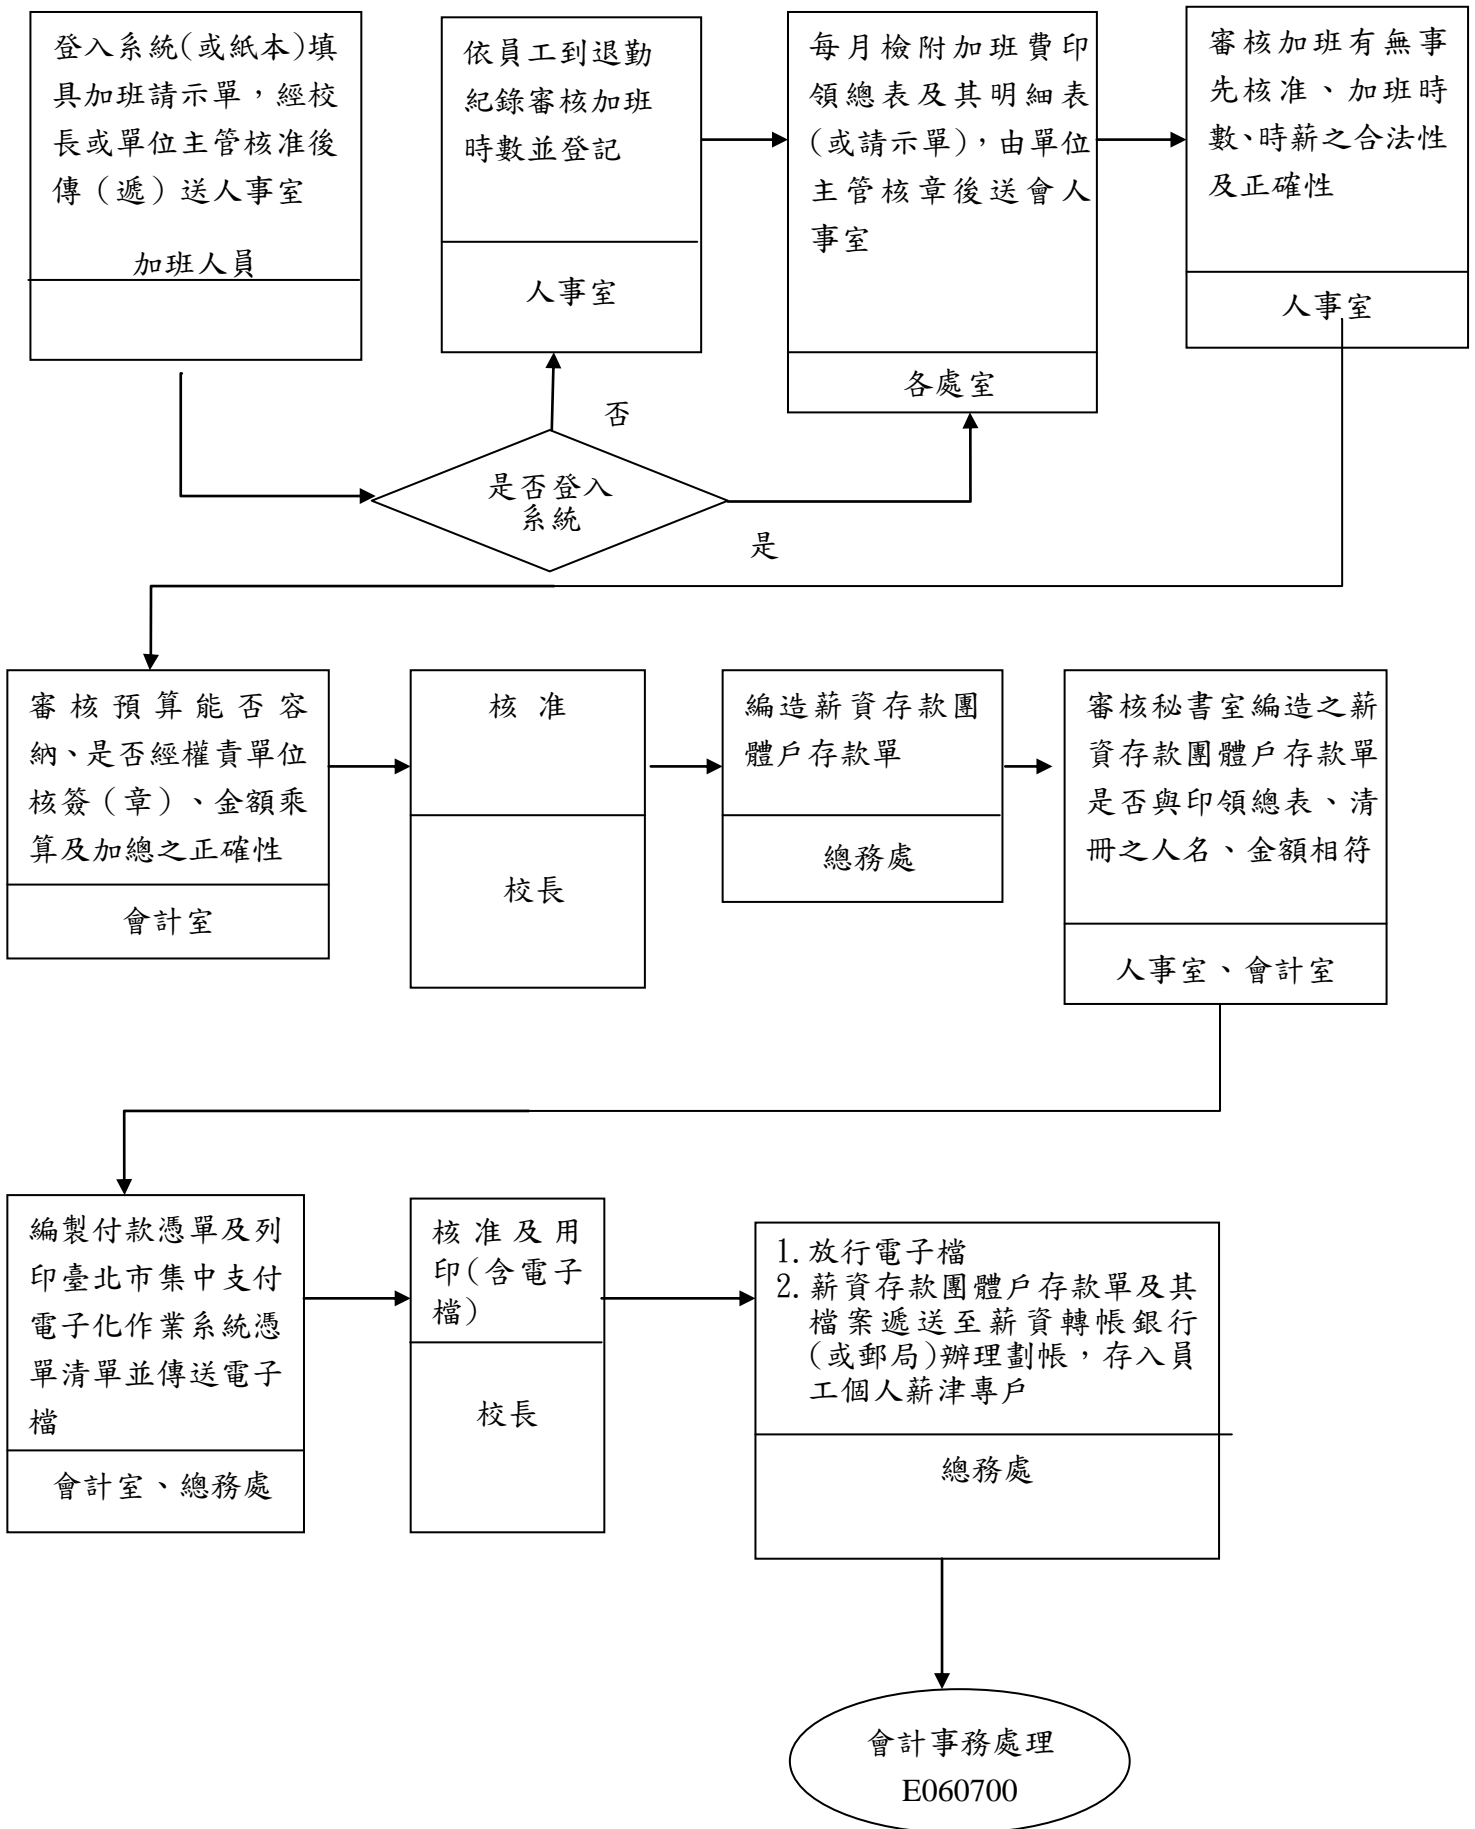 登入系統(或紙本)填
具加班請示單，經校
長或單位主管核准後
傳（遞）送人事室
加班人員
依員工到退勤
紀錄審核加班
時數並登記
人事室
每月檢附加班費印
領總表及其明細表
(或請示單)，由單位
主管核章後送會人
事室
各處室
審核加班有無事
先核准、加班時
數、時薪之合法性
及正確性
人事室
否
是否登入
系統
是
審核預算能否容
納、是否經權責單位
核簽（章）、金額乘
算及加總之正確性
會計室
核准
校長
編造薪資存款團
體戶存款單
總務處
審核秘書室編造之薪
資存款團體戶存款單
是否與印領總表、清
冊之人名、金額相符
人事室、會計室
編製付款憑單及列
印臺北市集中支付
電子化作業系統憑
單清單並傳送電子
檔
會計室、總務處
核准及用
印(含電子
檔)
校長
1.放行電子檔
2.薪資存款團體戶存款單及其
檔案遞送至薪資轉帳銀行
(或郵局)辦理劃帳，存入員
工個人薪津專戶
總務處
會計事務處理
E060700